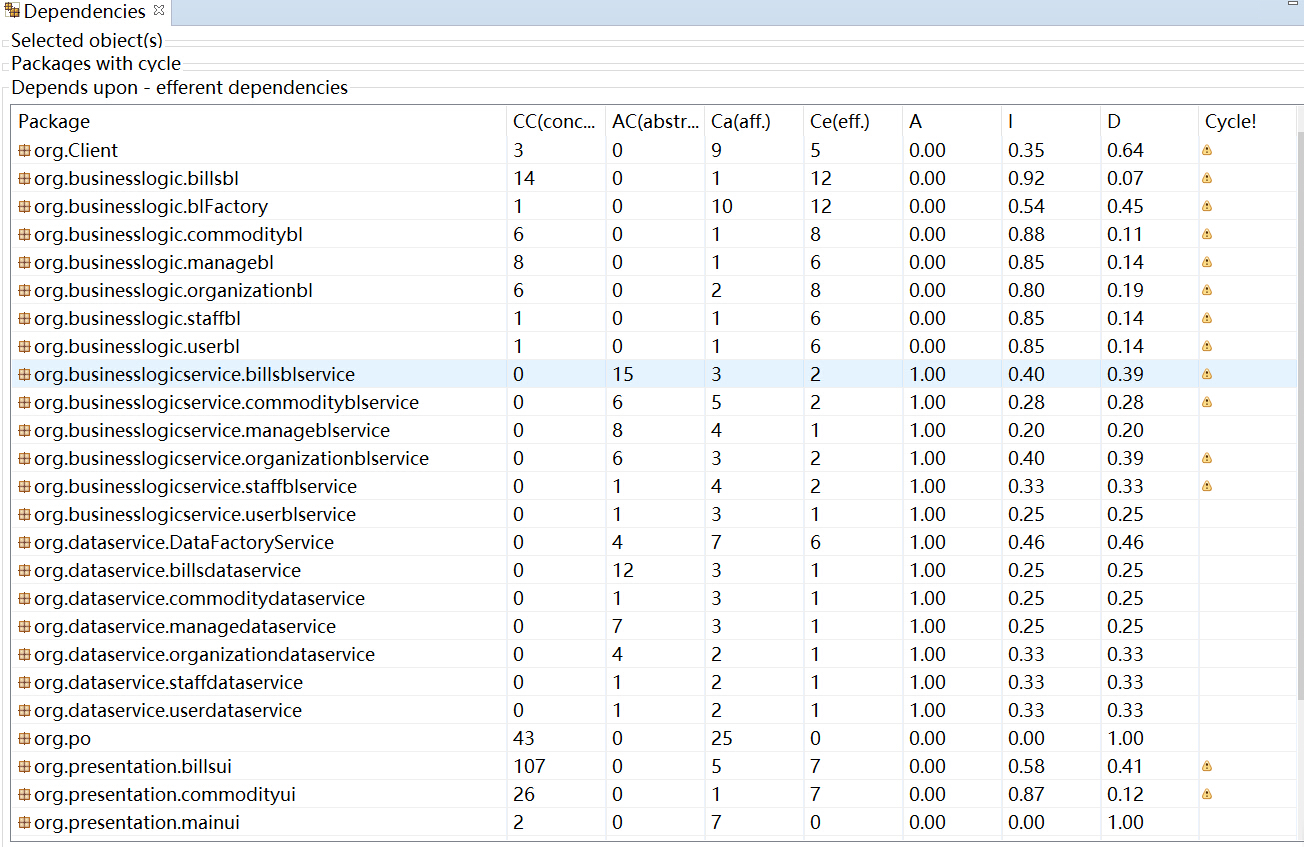 Dependencies
Selected object(s)
Packages with cycle
Depends upon - efferent dependencies
Package CC(conc... AC(abstr... Ca(aff.) Ce(eff.) A I D Cycle!
org.Client 3 0 9 5 0.00 0.35 0.64
org.businesslogic.billsbl 14 0 1 12 0.00 0.92 0.07
org.businesslogic.blFactory 1 0 10 12 0.00 0.54 0.45
org.businesslogic.commoditybl 6 0 1 8 0.00 0.88 0.11
org.businesslogic.managebl 8 0 1 6 0.00 0.85 0.14
org.businesslogic.organizationbl 6 0 2 8 0.00 0.80 0.19
org.businesslogic.staffbl 1 0 1 6 0.00 0.85 0.14
org.businesslogic.userbl 1 0 1 6 0.00 0.85 0.14
org.businesslogicservice.billsblservice 0 15 3 2 1.00 0.40 0.39
org.businesslogicservice.commodityblservice 0 6 5 2 1.00 0.28 0.28
org.businesslogicservice.manageblservice 0 8 4 1 1.00 0.20 0.20
org.businesslogicservice.organizationblservice 0 6 3 2 1.00 0.40 0.39
org.businesslogicservice.staffblservice 0 1 4 2 1.00 0.33 0.33
org.businesslogicservice.userblservice 0 1 3 1 1.00 0.25 0.25
org.dataservice.DataFactoryService 0 4 7 6 1.00 0.46 0.46
org.dataservice.billsdataservice 0 12 3 1 1.00 0.25 0.25
org.dataservice.commoditydataservice 0 1 3 1 1.00 0.25 0.25
org.dataservice.managedataservice 0 7 3 1 1.00 0.25 0.25
org.dataservice.organizationdataservice 0 4 2 1 1.00 0.33 0.33
org.dataservice.staffdataservice 0 1 2 1 1.00 0.33 0.33
org.dataservice.userdataservice 0 1 2 1 1.00 0.33 0.33
org.po 43 0 25 0 0.00 0.00 1.00
org.presentation.billsui 107 0 5 7 0.00 0.58 0.41
org.presentation.commodityui 26 0 1 7 0.00 0.87 0.12
org.presentation.mainui 2 0 7 0 0.00 0.00 1.00